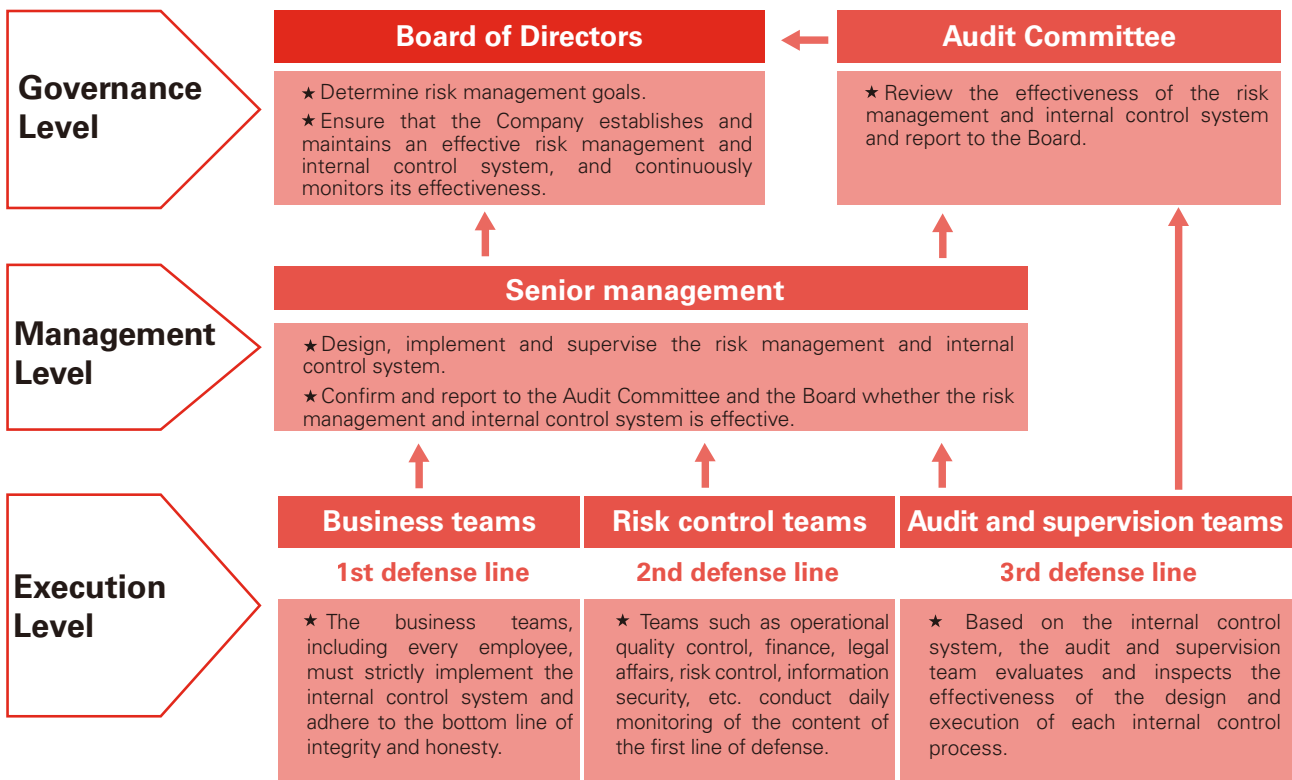 Governance
Level
Board of Directors
★ Determine risk management goals.
★ Ensure that the Company establishes and
maintains an effective risk management and
internal control system, and continuously
monitors its effectiveness.
Audit Committee
★ Review the effectiveness of the risk
management and internal control system
and report to the Board.
Management
Level
Senior management
★ Design, implement and supervise the risk management and internal
control system.
★ Confirm and report to the Audit Committee and the Board whether the risk
management and internal control system is effective.
Execution
Level
Business teams
1st defense line
★ The business teams,
including every employee,
must strictly implement the
internal control system and
adhere to the bottom line of
integrity and honesty.
Risk control teams
2nd defense line
★ Teams such as operational
quality control, finance, legal
affairs, risk control, information
security, etc. conduct daily
monitoring of the content of
the first line of defense.
Audit and supervision teams
3rd defense line
★ Based on the internal control
system, the audit and supervision
team evaluates and inspects the
effectiveness of the design and
execution of each internal control
process.